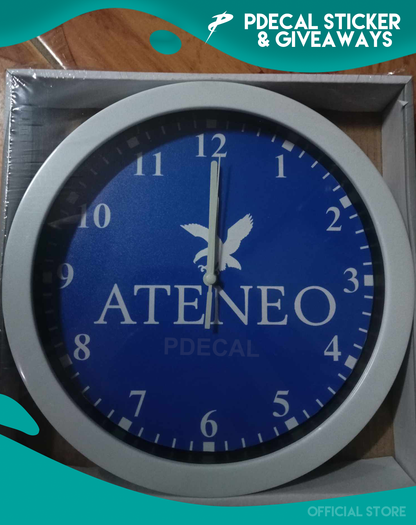 PDECAL STICKER
& GIVEAWAYS
12
11
1
10
2
9
3
ATENEO
PDECAL
8
4
7
5
6
OFFICIAL STORE